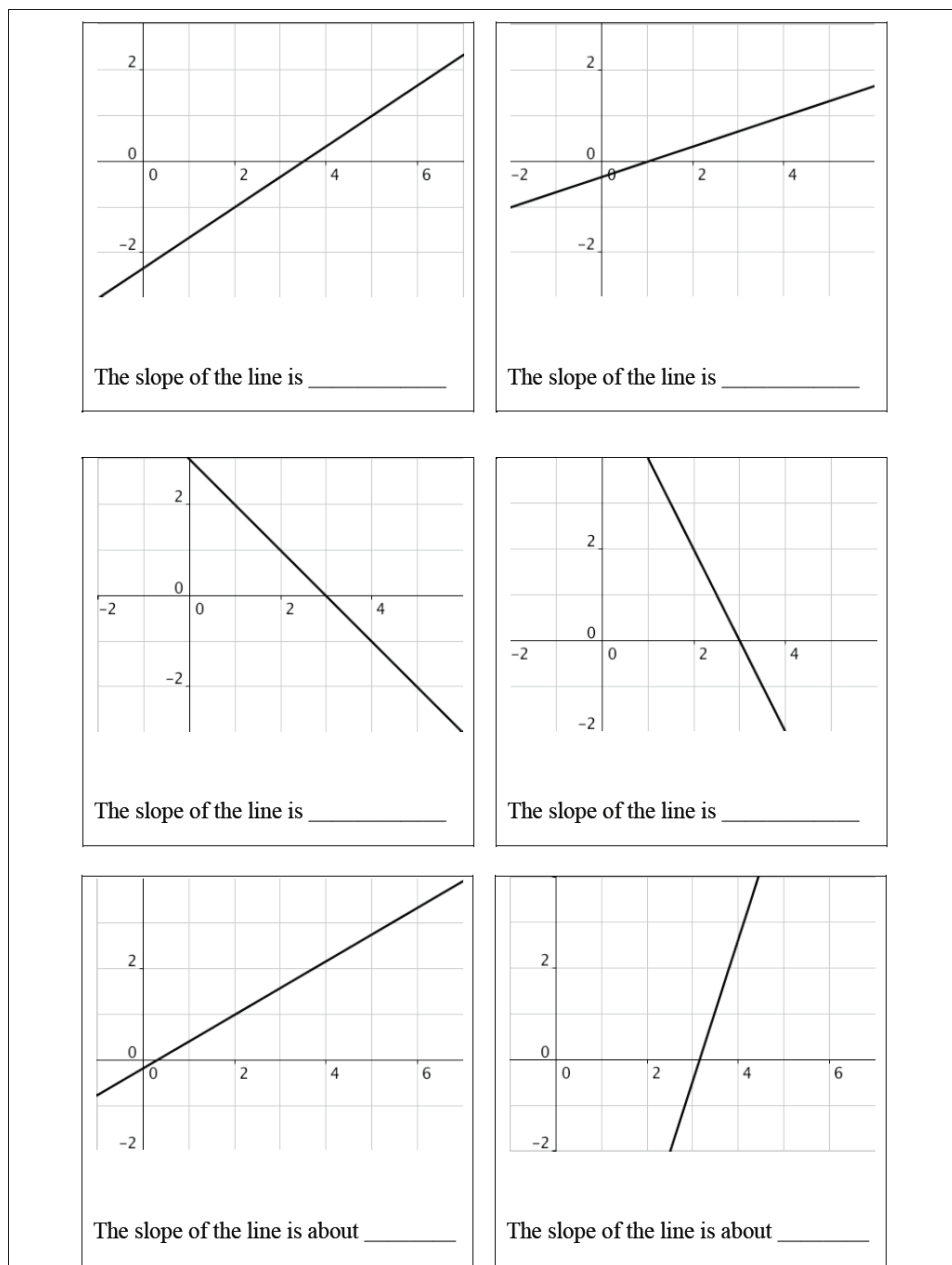 2
0
0 2 4 6
−2
The slope of the line is ____________
2
0
−2 0 2 4
−2
The slope of the line is ____________
2
0
−2 0 2 4
−2
The slope of the line is ____________
2
0
−2 0 2 4
−2
The slope of the line is ____________
2
0
0 2 4 6
−2
The slope of the line is about ________
2
0
0 2 4 6
−2
The slope of the line is about ________